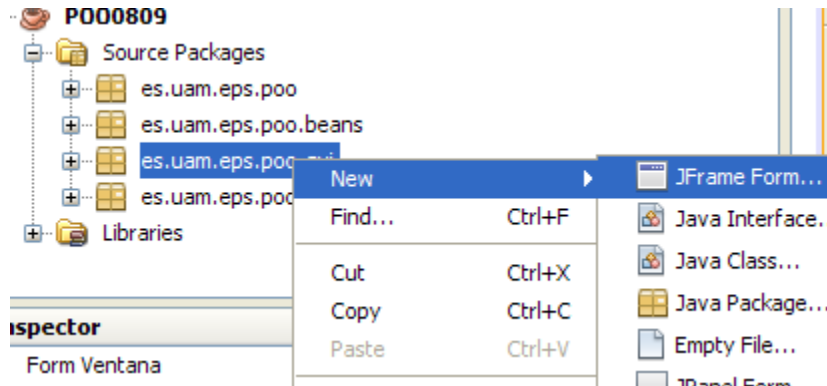 POO0809
Source Packages
es.uam.eps.poo
es.uam.eps.poo.beans
es.uam.eps.poo.gui
es.uam.eps.poo
Libraries
Inspector
Form Ventana
New
Find... Ctrl+F
Cut Ctrl+X
Copy Ctrl+C
Paste Ctrl+V
JFrame Form...
Java Interface.
Java Class...
Java Package...
Empty File...
JPanel Form